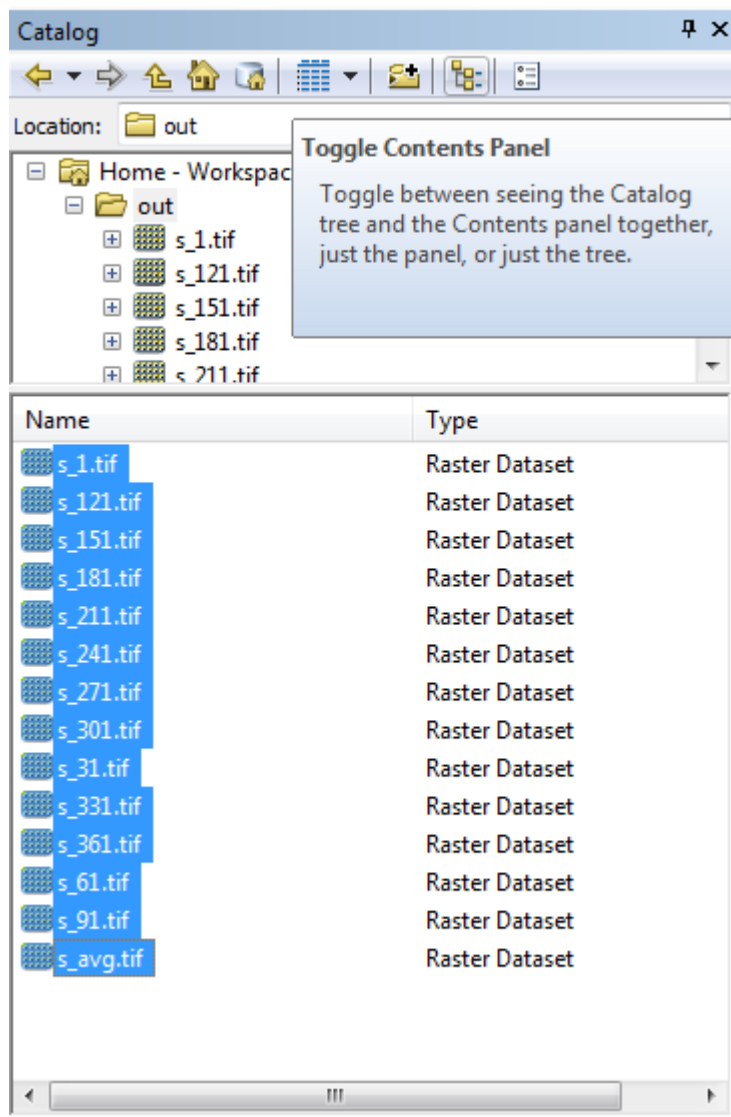 Catalog
Location: out
Toggle Contents Panel
Toggle between seeing the Catalog
tree and the Contents panel together,
just the panel, or just the tree.
Home - Workspac
out
s_1.tif
s_121.tif
s_151.tif
s_181.tif
s_211.tif
Name Type
s_1.tif Raster Dataset
s_121.tif Raster Dataset
s_151.tif Raster Dataset
s_181.tif Raster Dataset
s_211.tif Raster Dataset
s_241.tif Raster Dataset
s_271.tif Raster Dataset
s_301.tif Raster Dataset
s_31.tif Raster Dataset
s_331.tif Raster Dataset
s_361.tif Raster Dataset
s_61.tif Raster Dataset
s_91.tif Raster Dataset
s_avg.tif Raster Dataset